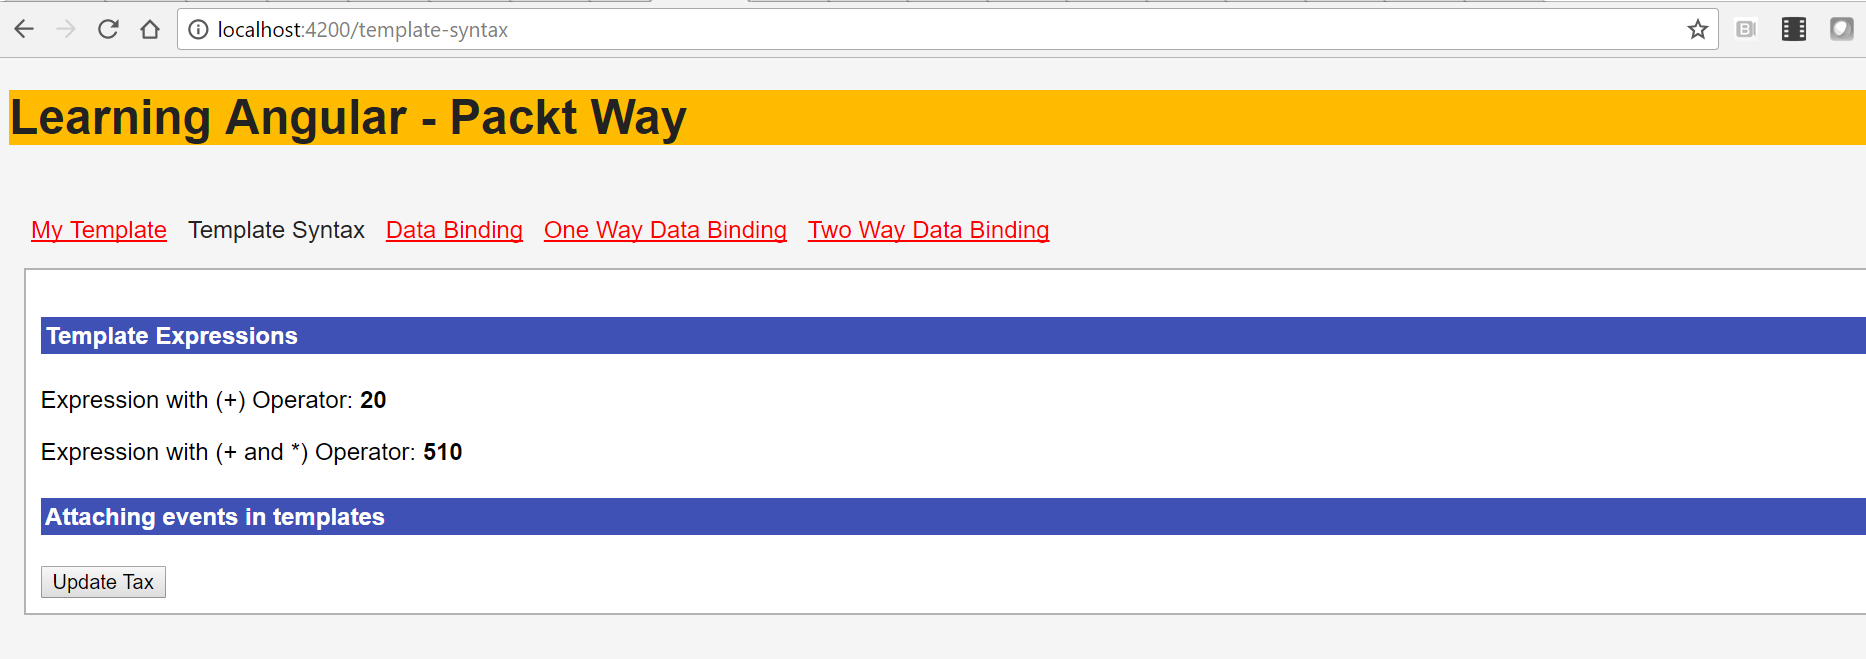 localhost:4200/template-syntax
Learning Angular - Packt Way
My Template Template Syntax Data Binding One Way Data Binding Two Way Data Binding
Template Expressions
Expression with (+) Operator: 20
Expression with (+ and *) Operator: 510
Attaching events in templates
Update Tax